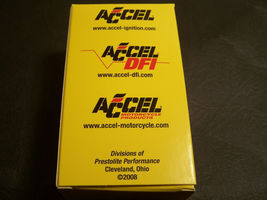 ACCEL
www.accel-ignition.com
ACCEL
DFI
www.accel-dfi.com
ACCEL
MOTORCYCLE
PRODUCTS
www.accel-motorcycle.com
Divisions of
Prestolite Performance
Cleveland, Ohio
©2008